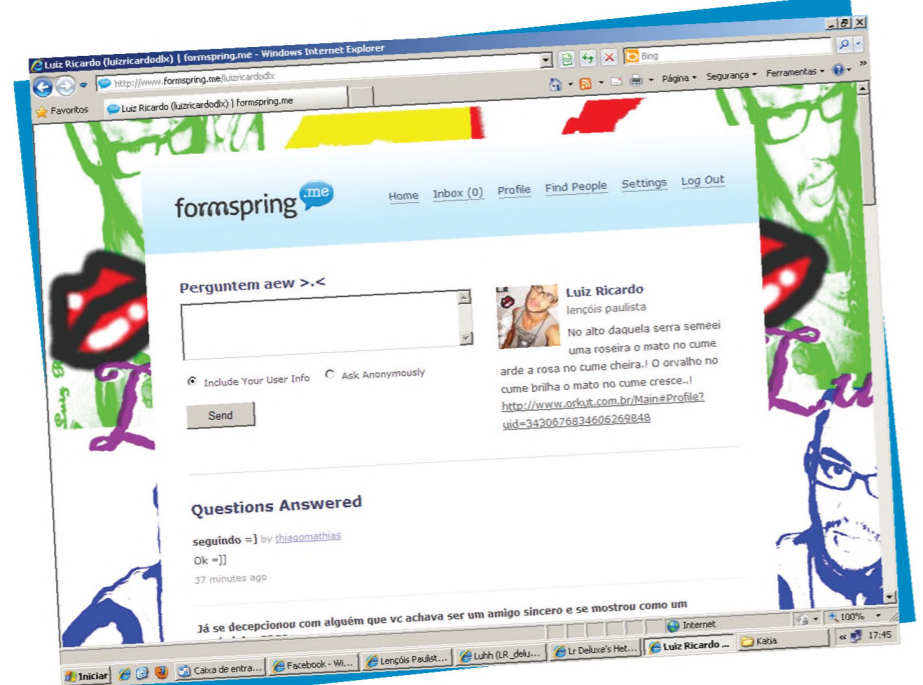 Luiz Ricardo (luizricardodlx) | formspring.me - Windows Internet Explorer
http://www.formspring.me/luizricardodlx
Bing
Favoritos
Luiz Ricardo (luizricardodlx) | formspring.me
Página
Segurança
Ferramentas
formspring .me
Home Inbox (0) Profile Find People Settings Log Out
Perguntem aew >.<
Include Your User Info Ask Anonymously
Send
Luiz Ricardo
lençóis paulista
No alto daquela serra semeei
uma roseira o mato no cume
arde a rosa no cume cheira.! O orvalho no
cume brilha o mato no cume cresce..!
http://www.orkut.com.br/Main#Profile?
uid=3430676834606269848
Questions Answered
seguindo =] by thiagomathias
Ok =]]
37 minutes ago
Já se decepcionou com alguém que vc achava ser um amigo sincero e se mostrou como um
Internet
100%
Iniciar
Caixa de entra...
Facebook - Wi...
Lençóis Paulist...
Luhh (LR_delu...
Lr Deluxe's Het...
Luiz Ricardo ...
Katia
17:45